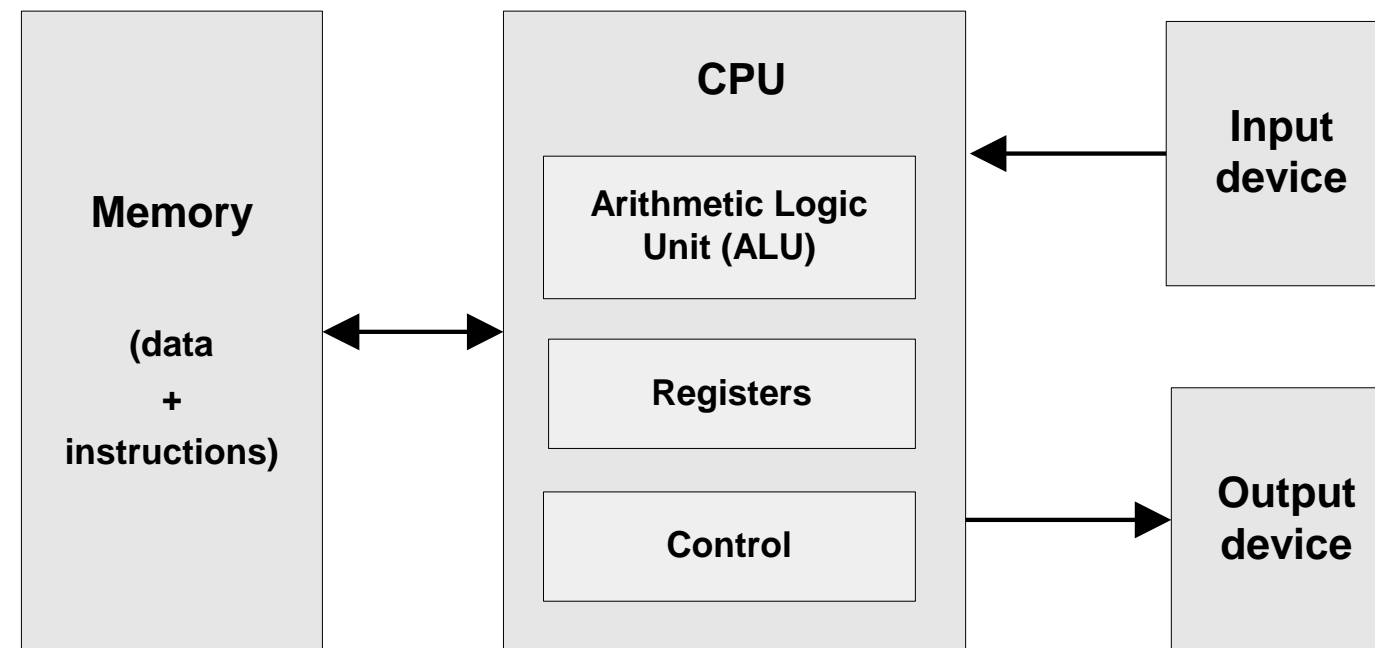 Memory
(data
+
instructions)
CPU
Arithmetic Logic
Unit (ALU)
Registers
Control
Input
device
Output
device